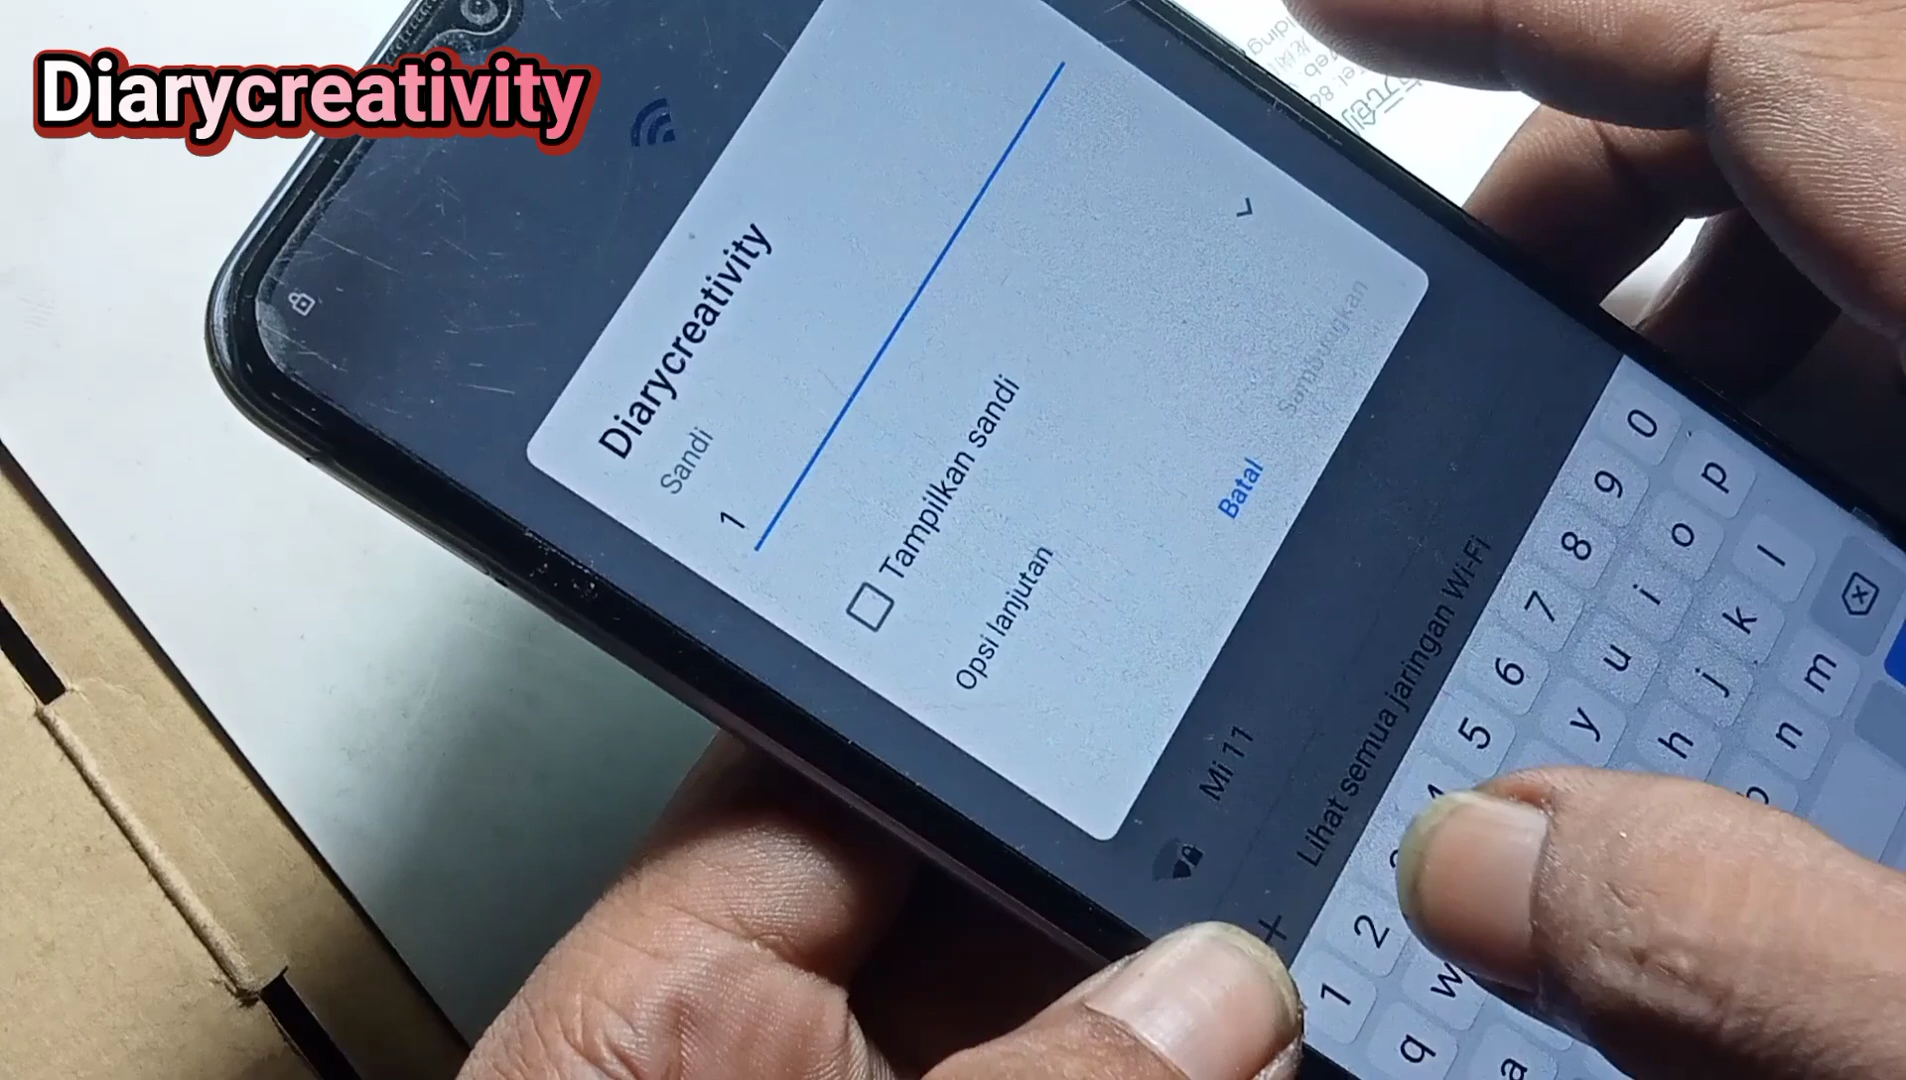 Diarycreativity
Diarycreativity
Sandi
1
Tampilkan sandi
Opsi lanjutan
Batal
Sambungkan
Mi 11
Lihat semua jaringan Wi-Fi
1 2 5 6 7 8 9 0
q w y u i o p
a h j k l
n m